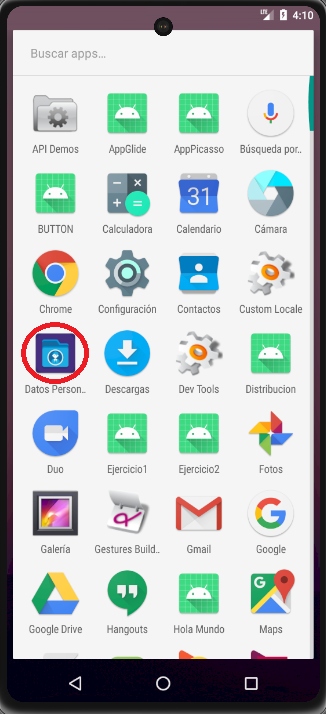 LTE 4:10
Buscar apps...
API Demos AppGlide AppPicasso Búsqueda por..
BUTTON Calculadora Calendario Cámara
31
Chrome Configuración Contactos Custom Locale
Datos Person.. Descargas Dev Tools Distribucion
Duo Ejercicio1 Ejercicio2 Fotos
Galería Gestures Build.. Gmail Google
Google Drive Hangouts Hola Mundo Maps